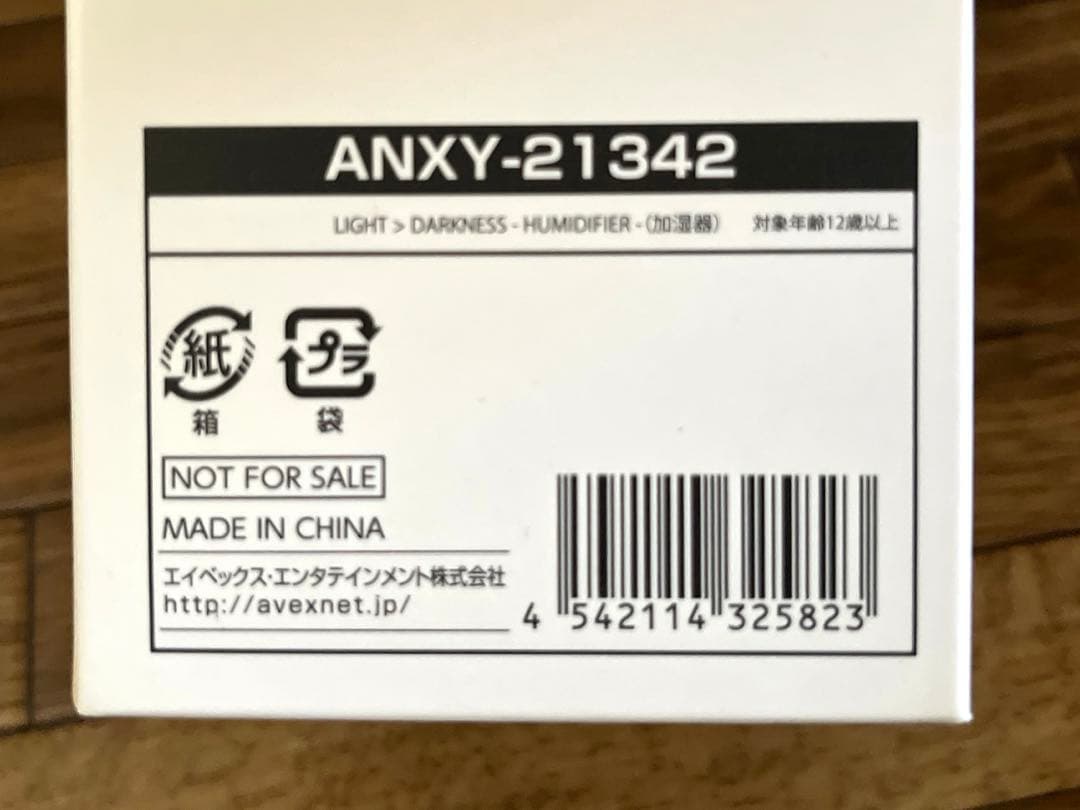 ANXY-21342
LIGHT > DARKNESS - HUMIDIFIER -（加湿器） 対象年齢12歳以上
紙 プラ
箱 袋
NOT FOR SALE
MADE IN CHINA
エイベックス・エンタテインメント株式会社
http://avexnet.jp/
4 542114 325823